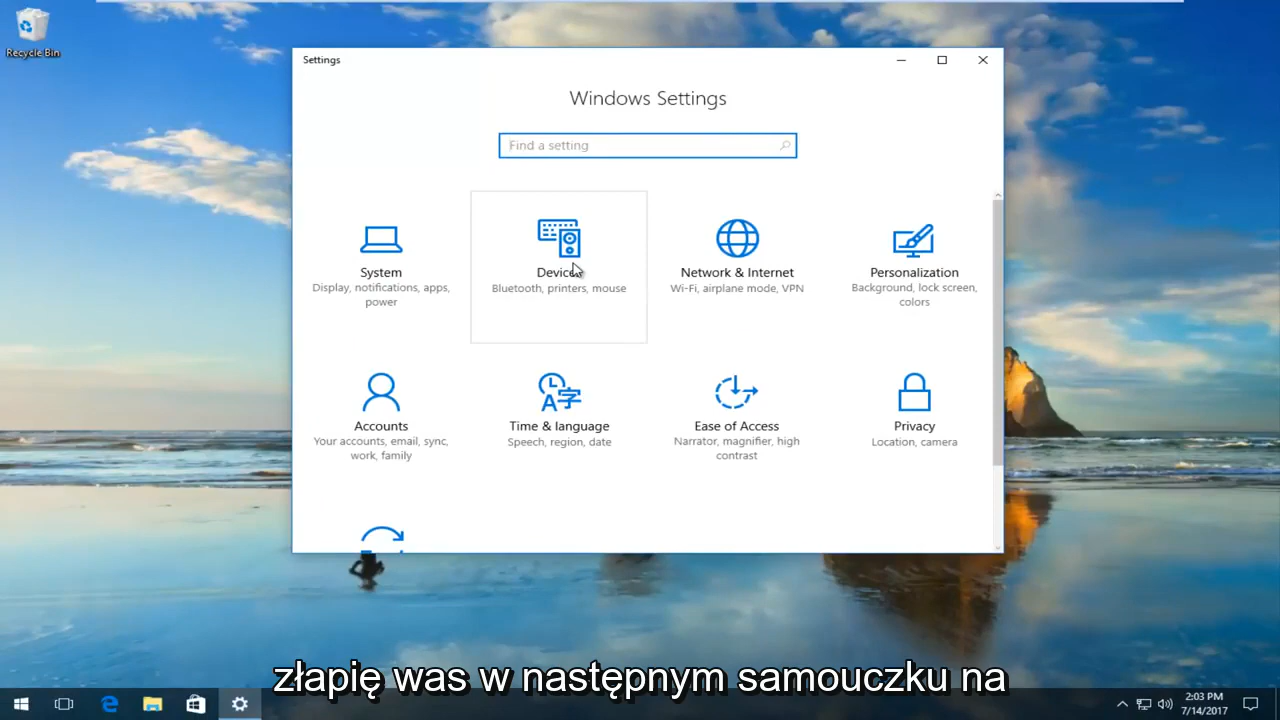 Recycle Bin
Settings
Windows Settings
Find a setting
System
Display, notifications, apps,
power
Devices
Bluetooth, printers, mouse
Network & Internet
Wi-Fi, airplane mode, VPN
Personalization
Background, lock screen,
colors
Accounts
Your accounts, email, sync,
work, family
Time & language
Speech, region, date
Ease of Access
Narrator, magnifier, high
contrast
Privacy
Location, camera
złapię was w następnym samouczku na
2:03 PM
7/14/2017